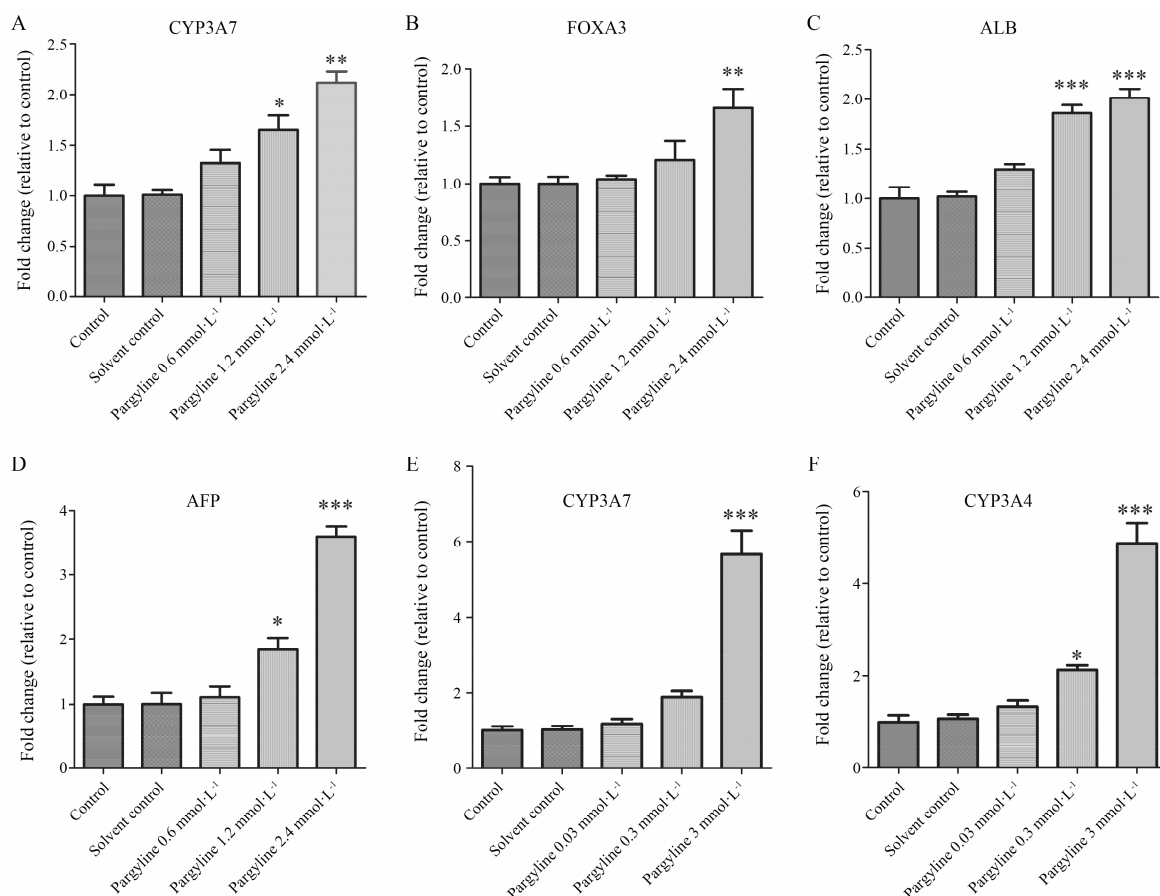 A
CYP3A7
Fold change (relative to control)
2.5
2.0
1.5
1.0
0.5
0.0
*
**
Control
Solvent control
Pargyline 0.6 mmol·L-1
Pargyline 1.2 mmol·L-1
Pargyline 2.4 mmol·L-1
B
FOXA3
Fold change (relative to control)
2.0
1.5
1.0
0.5
0.0
**
Control
Solvent control
Pargyline 0.6 mmol·L-1
Pargyline 1.2 mmol·L-1
Pargyline 2.4 mmol·L-1
C
ALB
Fold change (relative to control)
2.5
2.0
1.5
1.0
0.5
0.0
***
***
Control
Solvent control
Pargyline 0.6 mmol·L-1
Pargyline 1.2 mmol·L-1
Pargyline 2.4 mmol·L-1
D
AFP
Fold change (relative to control)
4
3
2
1
0
*
***
Control
Solvent control
Pargyline 0.6 mmol·L-1
Pargyline 1.2 mmol·L-1
Pargyline 2.4 mmol·L-1
E
CYP3A7
Fold change (relative to control)
8
6
4
2
0
***
Control
Solvent control
Pargyline 0.03 mmol·L-1
Pargyline 0.3 mmol·L-1
Pargyline 3 mmol·L-1
F
CYP3A4
Fold change (relative to control)
6
4
2
0
*
***
Control
Solvent control
Pargyline 0.03 mmol·L-1
Pargyline 0.3 mmol·L-1
Pargyline 3 mmol·L-1